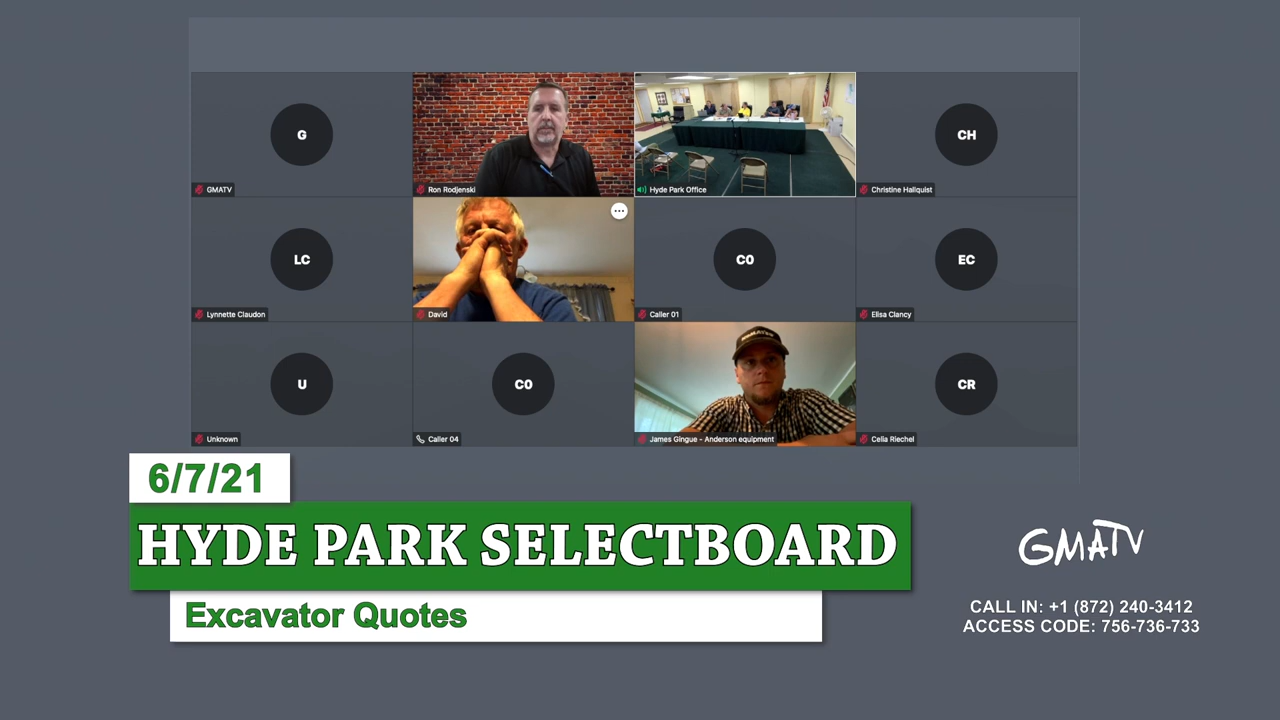 G
GMATV
Ron Rodjenski
Hyde Park Office
CH
Christine Hallquist
LC
Lynnette Claudon
David
C0
Caller 01
EC
Elisa Clancy
U
Unknown
C0
Caller 04
James Gingue - Anderson equipment
CR
Celia Riechel
6/7/21
HYDE PARK SELECTBOARD
Excavator Quotes
GMATV
CALL IN: +1 (872) 240-3412
ACCESS CODE: 756-736-733